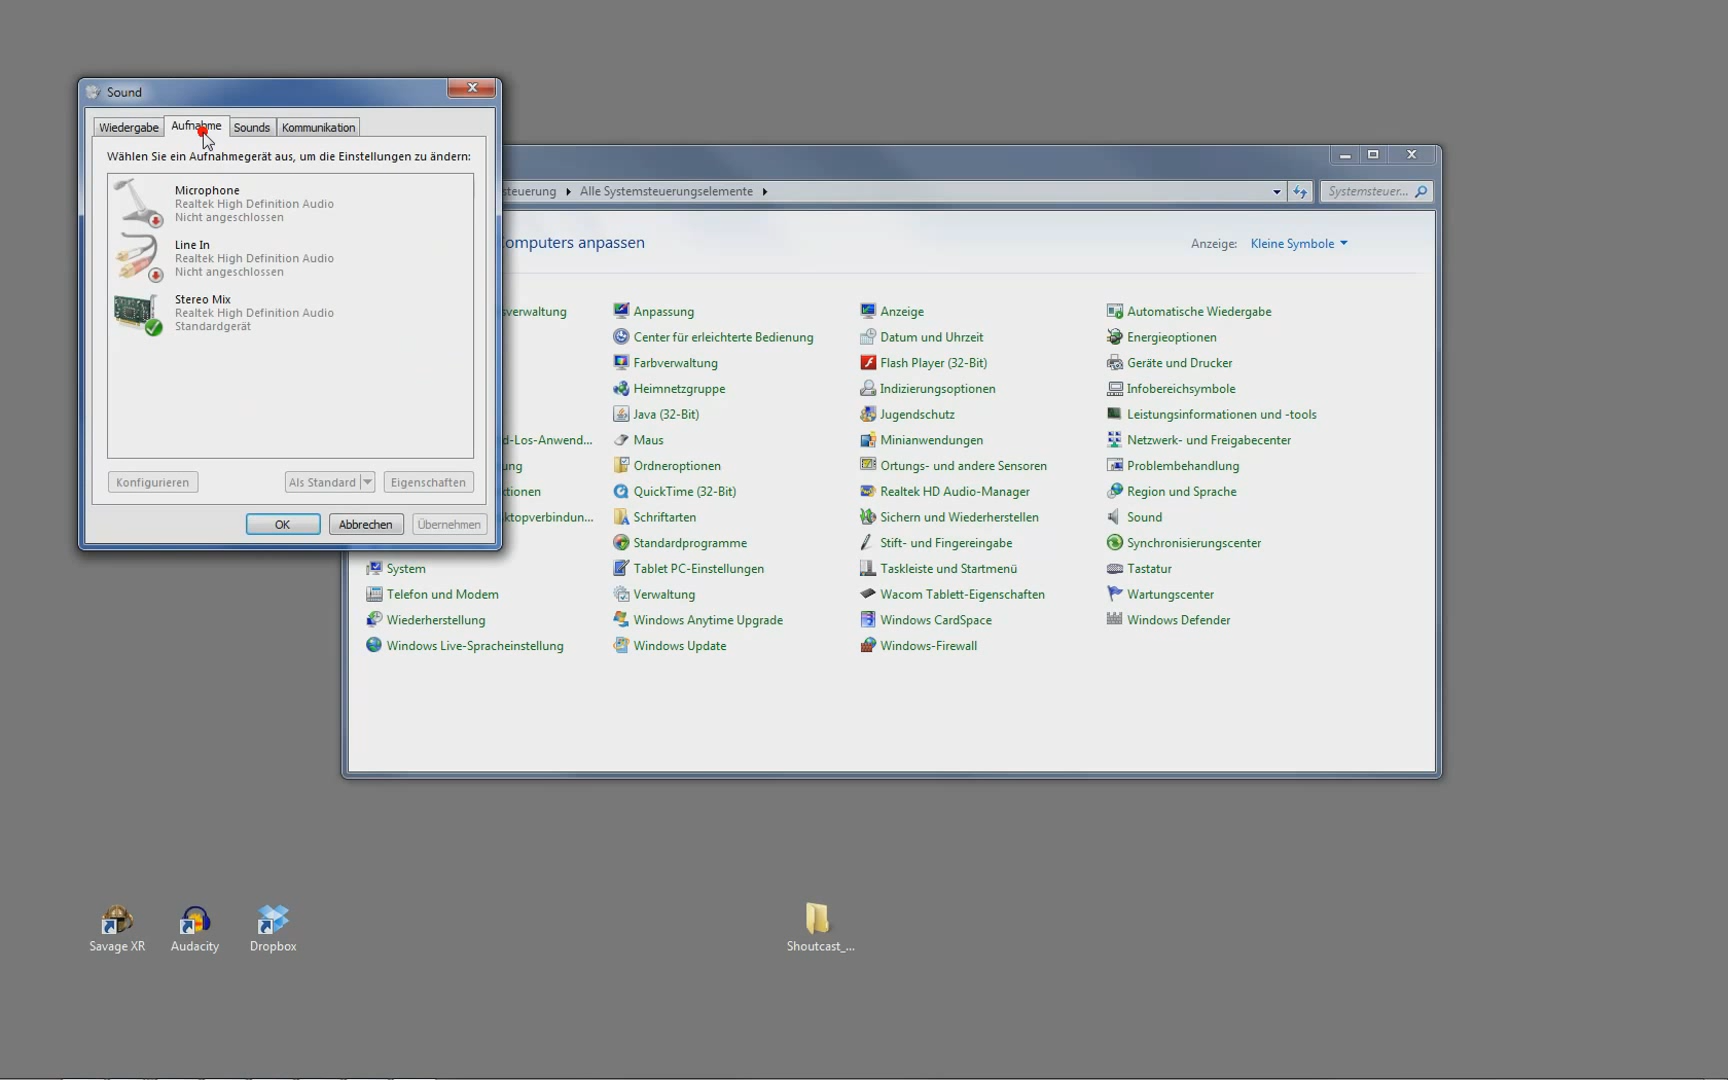 Sound
Wiedergabe
Aufnahme
Sounds
Kommunikation
Wählen Sie ein Aufnahmegerät aus, um die Einstellungen zu ändern:
Microphone
Realtek High Definition Audio
Nicht angeschlossen
Line In
Realtek High Definition Audio
Nicht angeschlossen
Stereo Mix
Realtek High Definition Audio
Standardgerät
Konfigurieren
Als Standard
Eigenschaften
OK
Abbrechen
Übernehmen
steuerung
Alle Systemsteuerungselemente
Systemsteuer...
Computers anpassen
Anzeige:
Kleine Symbole
sverwaltung
Anpassung
Anzeige
Automatische Wiedergabe
Center für erleichterte Bedienung
Datum und Uhrzeit
Energieoptionen
Farbverwaltung
Flash Player (32-Bit)
Geräte und Drucker
Heimnetzgruppe
Indizierungsoptionen
Infobereichsymbole
Java (32-Bit)
Jugendschutz
Leistungsinformationen und -tools
d-Los-Anwend...
Maus
Minianwendungen
Netzwerk- und Freigabecenter
ung
Ordneroptionen
Ortungs- und andere Sensoren
Problembehandlung
ktionen
QuickTime (32-Bit)
Realtek HD Audio-Manager
Region und Sprache
ktopverbindun...
Schriftarten
Sichern und Wiederherstellen
Sound
Standardprogramme
Stift- und Fingereingabe
Synchronisierungscenter
System
Tablet PC-Einstellungen
Taskleiste und Startmenü
Tastatur
Telefon und Modem
Verwaltung
Wacom Tablett-Eigenschaften
Wartungscenter
Wiederherstellung
Windows Anytime Upgrade
Windows CardSpace
Windows Defender
Windows Live-Spracheinstellung
Windows Update
Windows-Firewall
Savage XR
Audacity
Dropbox
Shoutcast_...